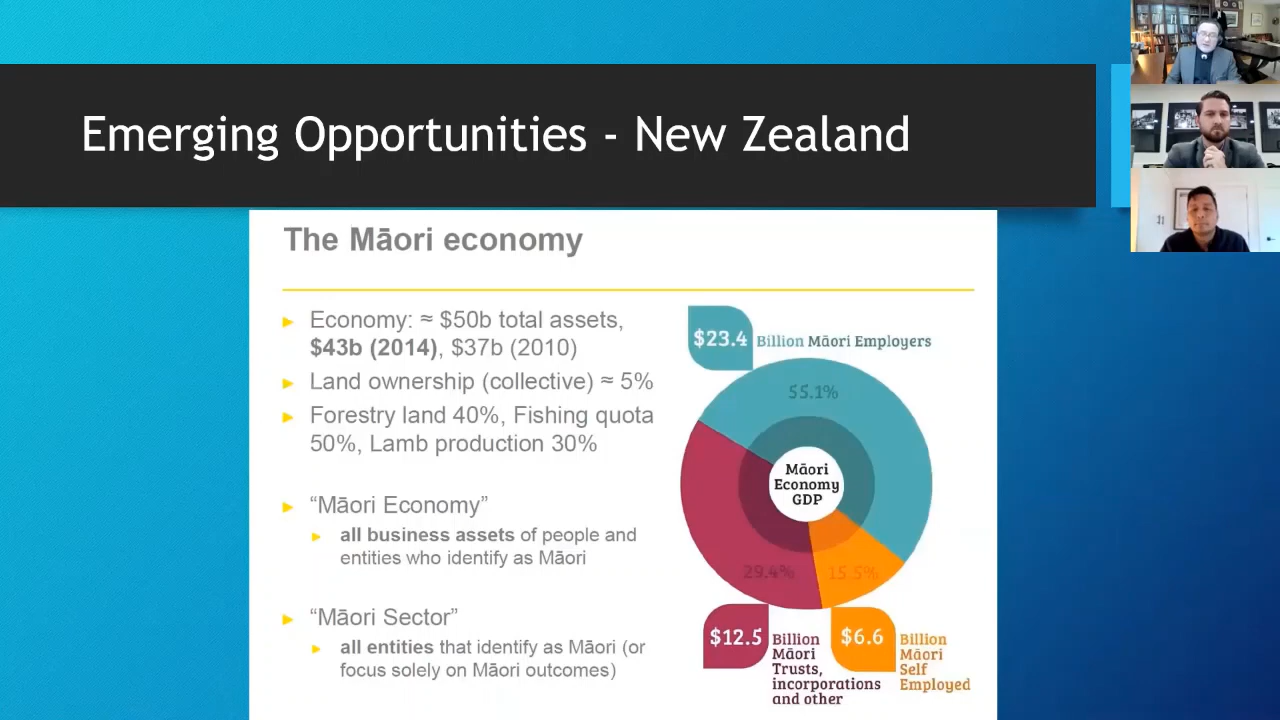 Emerging Opportunities - New Zealand
The Māori economy
► Economy: ≈ $50b total assets,
$43b (2014), $37b (2010)
► Land ownership (collective) ≈ 5%
► Forestry land 40%, Fishing quota
50%, Lamb production 30%
► “Māori Economy”
► all business assets of people and
entities who identify as Māori
► “Māori Sector”
► all entities that identify as Māori (or
focus solely on Māori outcomes)
$23.4 Billion Māori Employers
55.1%
Māori
Economy
GDP
29.4%
15.5%
$12.5 Billion
Māori
Trusts,
incorporations
and other
$6.6 Billion
Māori
Self
Employed